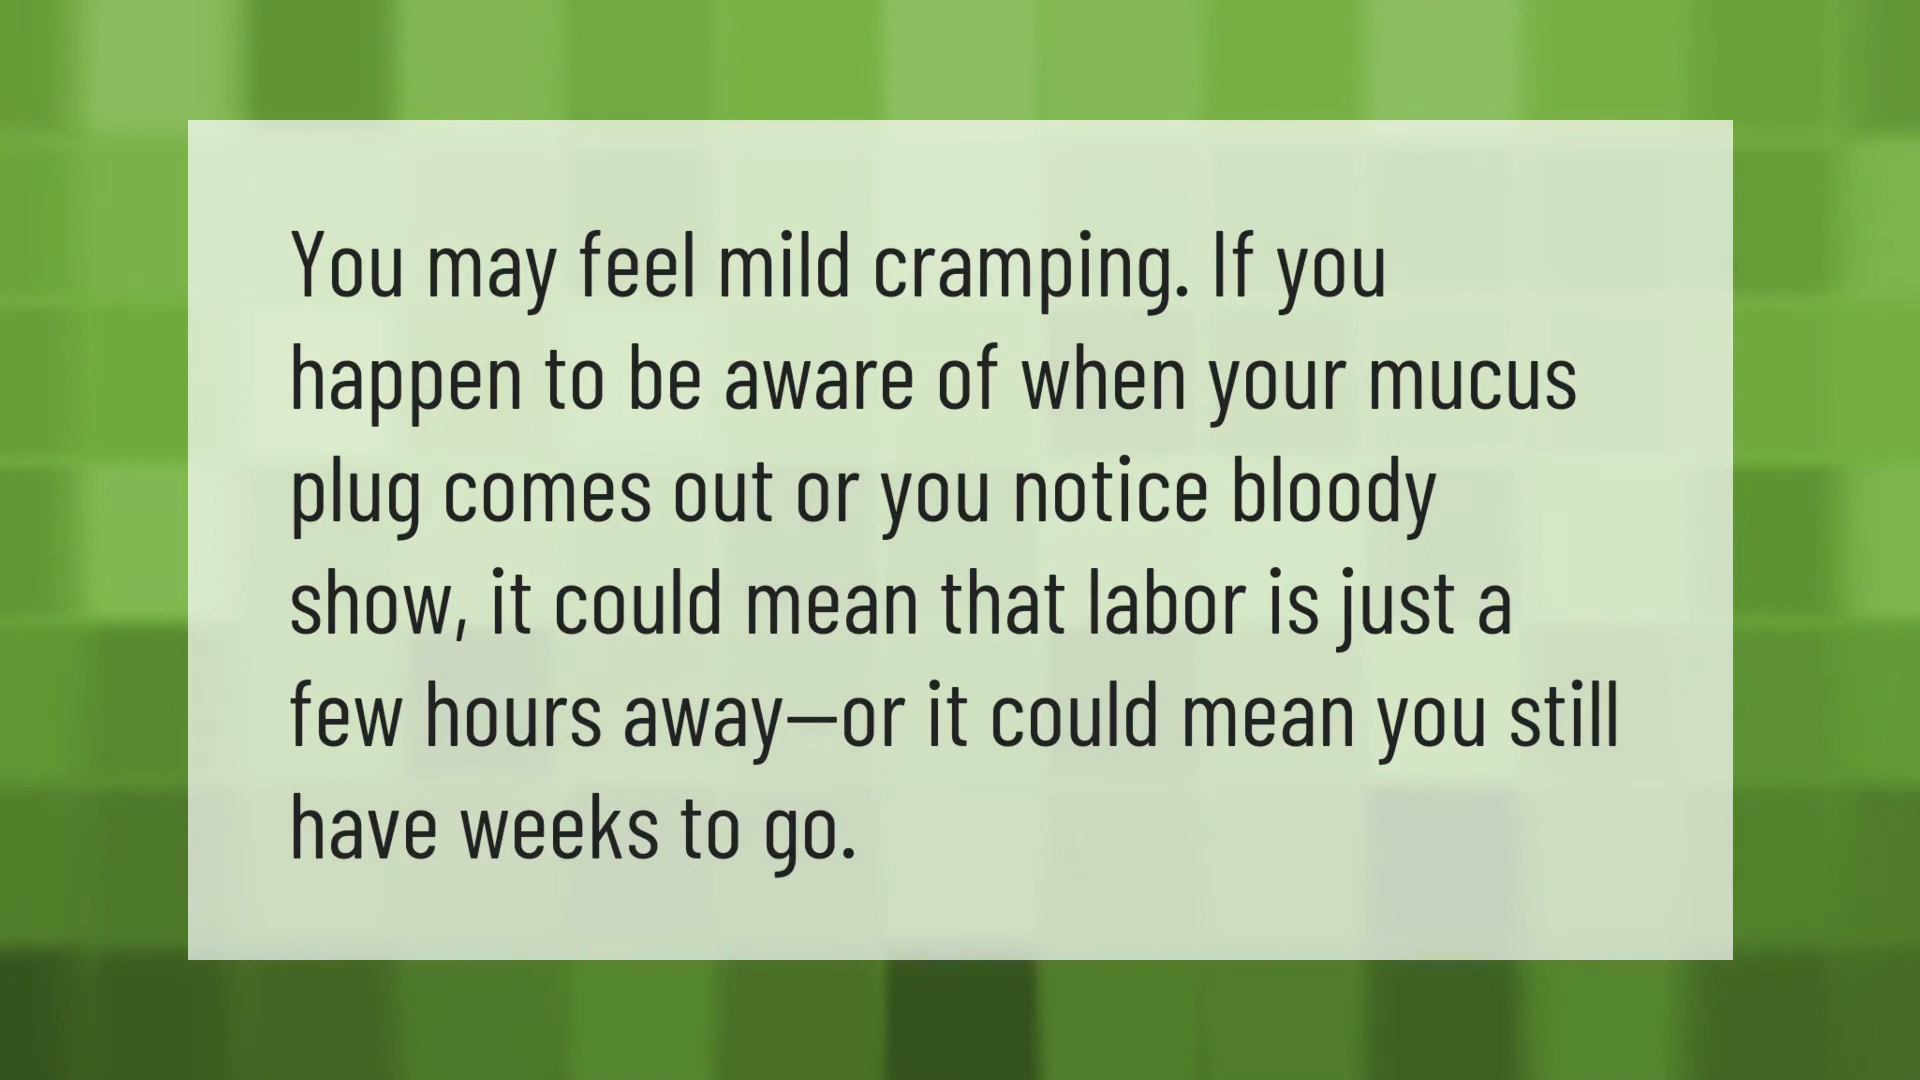 You may feel mild cramping. If you
happen to be aware of when your mucus
plug comes out or you notice bloody
show, it could mean that labor is just a
few hours away—or it could mean you still
have weeks to go.